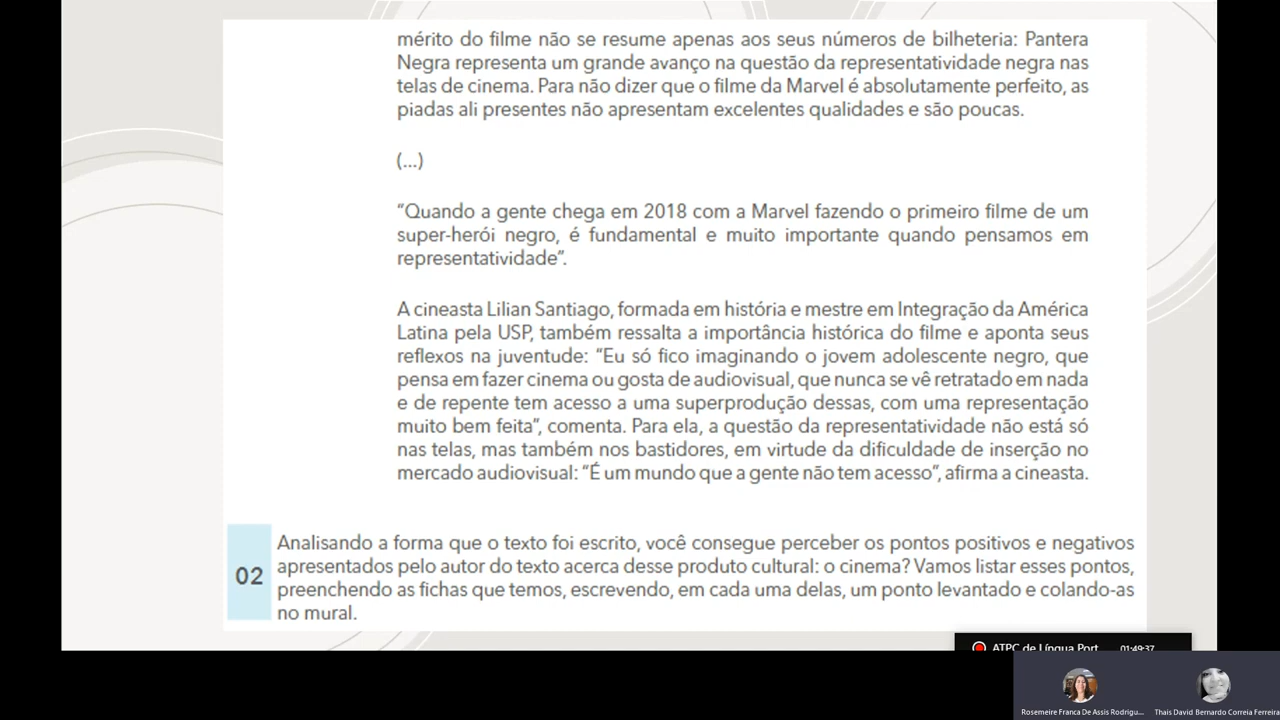 mérito do filme não se resume apenas aos seus números de bilheteria: Pantera
Negra representa um grande avanço na questão da representatividade negra nas
telas de cinema. Para não dizer que o filme da Marvel é absolutamente perfeito, as
piadas ali presentes não apresentam excelentes qualidades e são poucas.
(...)
“Quando a gente chega em 2018 com a Marvel fazendo o primeiro filme de um
super-herói negro, é fundamental e muito importante quando pensamos em
representatividade”.
A cineasta Lilian Santiago, formada em história e mestre em Integração da América
Latina pela USP, também ressalta a importância histórica do filme e aponta seus
reflexos na juventude: “Eu só fico imaginando o jovem adolescente negro, que
pensa em fazer cinema ou gosta de audiovisual, que nunca se vê retratado em nada
e de repente tem acesso a uma superprodução dessas, com uma representação
muito bem feita”, comenta. Para ela, a questão da representatividade não está só
nas telas, mas também nos bastidores, em virtude da dificuldade de inserção no
mercado audiovisual: “É um mundo que a gente não tem acesso”, afirma a cineasta.
02
Analisando a forma que o texto foi escrito, você consegue perceber os pontos positivos e negativos
apresentados pelo autor do texto acerca desse produto cultural: o cinema? Vamos listar esses pontos,
preenchendo as fichas que temos, escrevendo, em cada uma delas, um ponto levantado e colando-as
no mural.
ATPC de Língua Port 01:49:37
Rosemeire Franca De Assis Rodrigu...
Thais David Bernardo Correia Ferreira